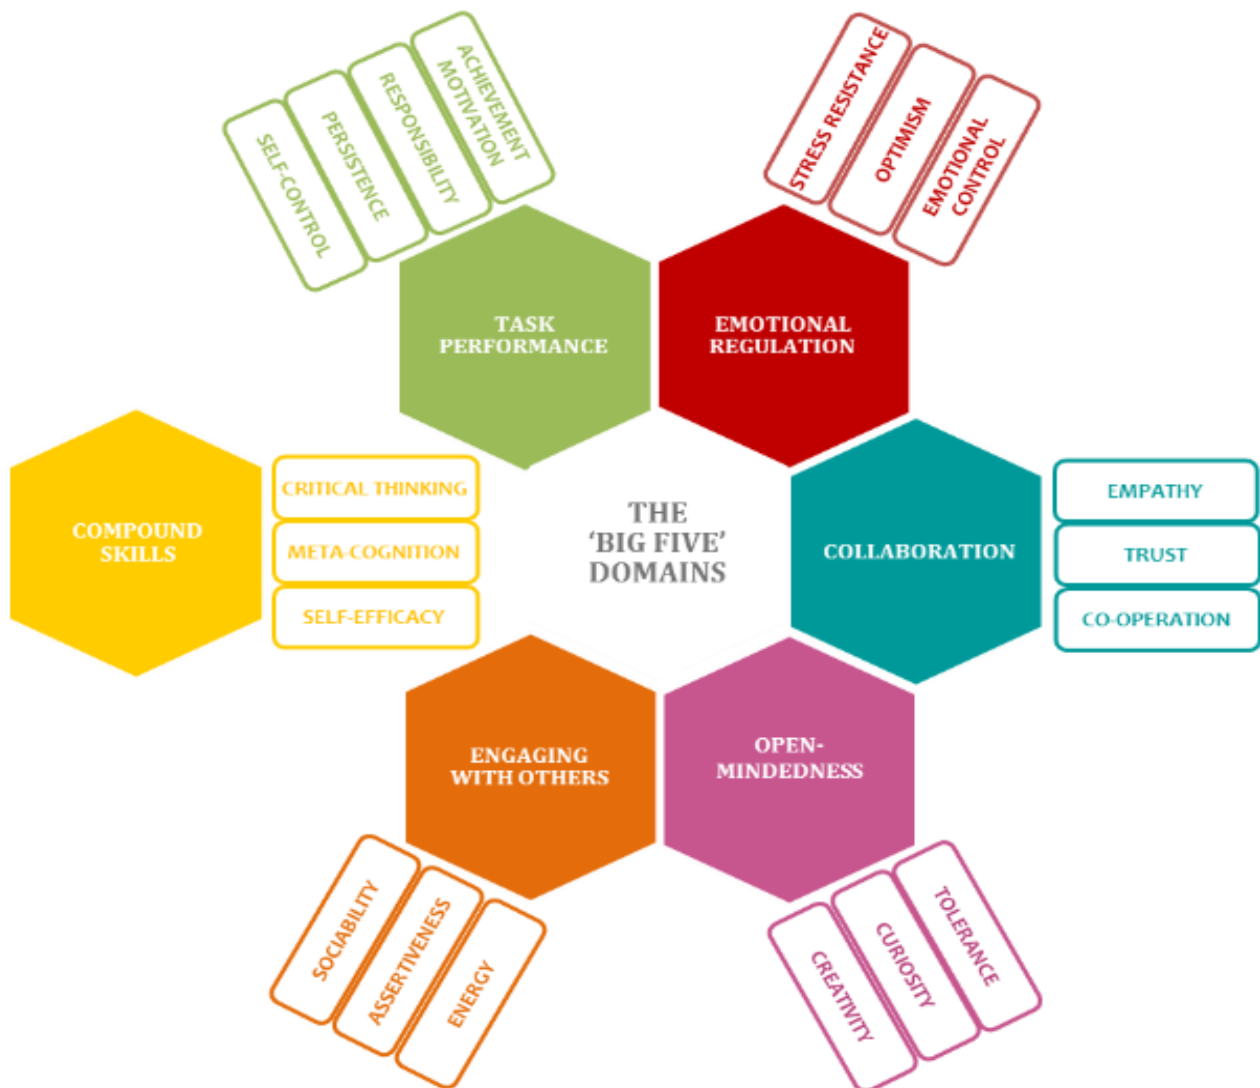 SELF-CONTROL
PERSISTENCE
RESPONSIBILITY
ACHIEVEMENT
MOTIVATION
STRESS RESISTANCE
OPTIMISM
EMOTIONAL
CONTROL
TASK
PERFORMANCE
EMOTIONAL
REGULATION
COMPOUND
SKILLS
CRITICAL THINKING
META-COGNITION
SELF-EFFICACY
THE
‘BIG FIVE’
DOMAINS
COLLABORATION
EMPATHY
TRUST
CO-OPERATION
ENGAGING
WITH OTHERS
OPEN-
MINDEDNESS
SOCIABILITY
ASSERTIVENESS
ENERGY
CREATIVITY
CURIOSITY
TOLERANCE